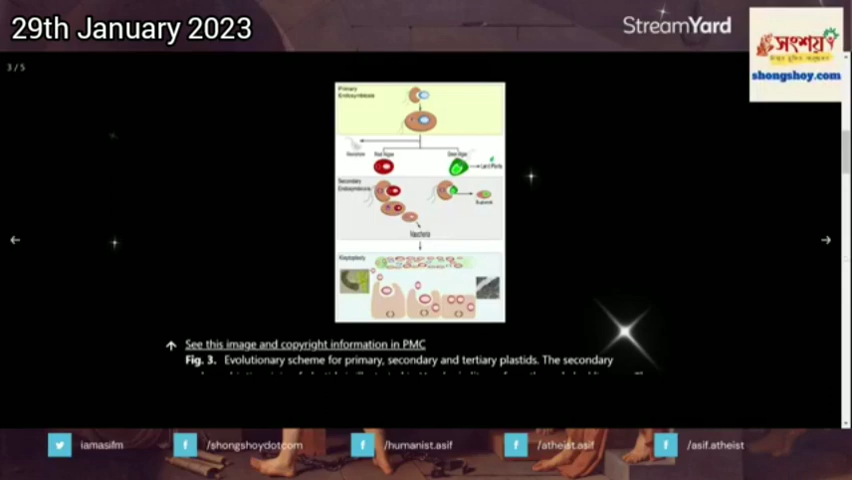 29th January 2023
StreamYard
সংশয়
shongshoy.com
3 / 5
Primary
Endosymbiosis
Red Algae
Green Algae
Land Plants
Secondary
Endosymbiosis
Vaucheria
Kleptoplasty
See this image and copyright information in PMC
Fig. 3. Evolutionary scheme for primary, secondary and tertiary plastids. The secondary
iamasifm
/shongshoydotcom
/humanist.asif
/atheist.asif
/asif.atheist